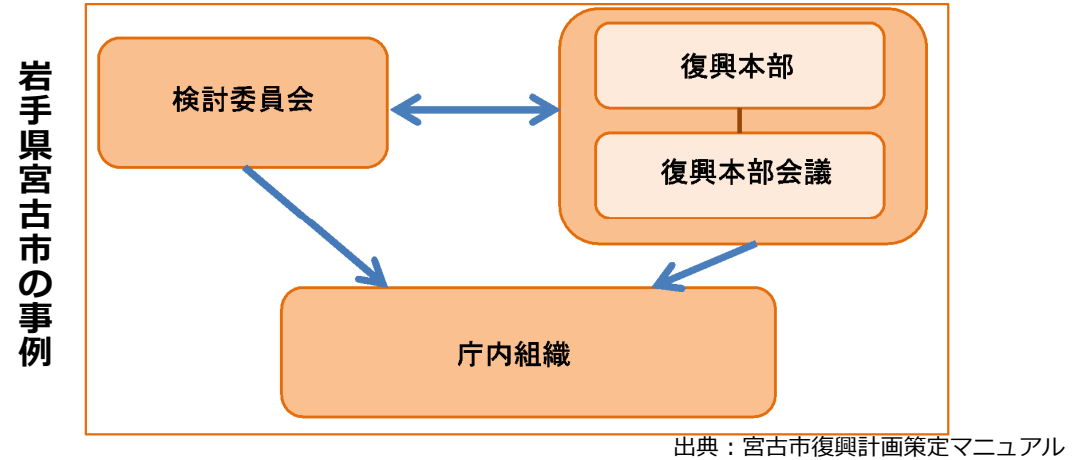 岩手県宮古市の事例
検討委員会
復興本部
復興本部会議
庁内組織
出典：宮古市復興計画策定マニュアル